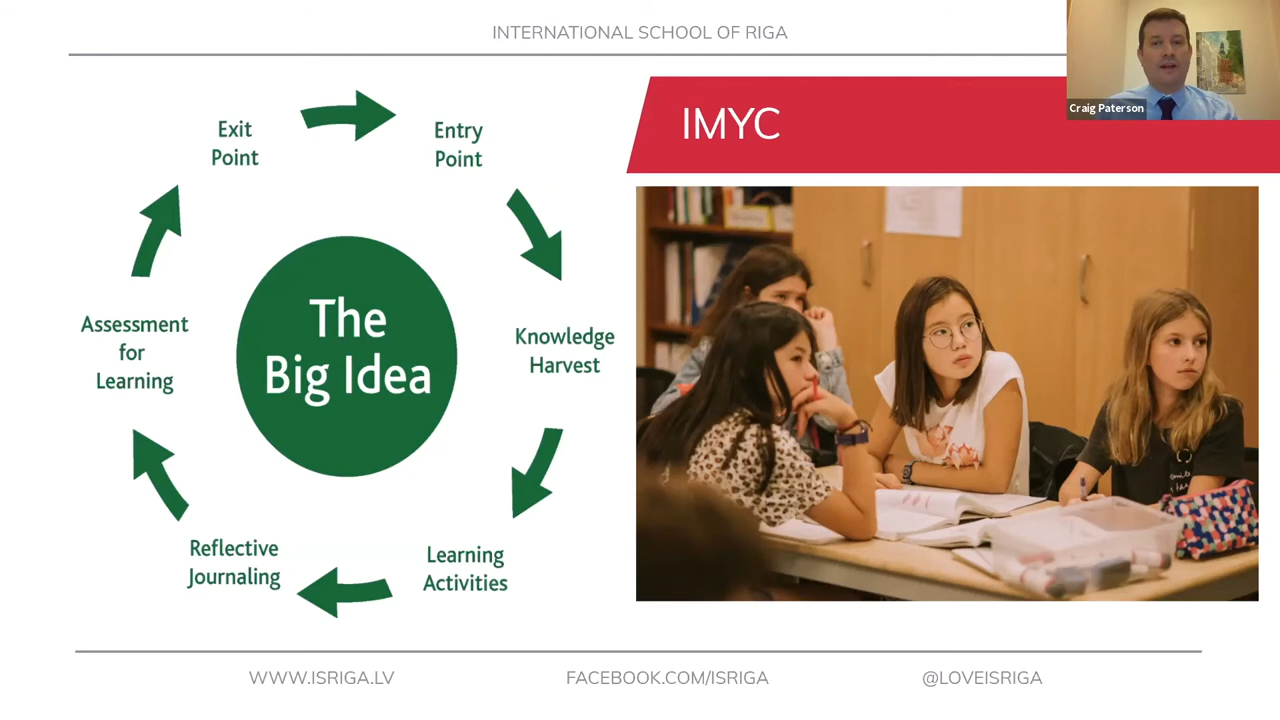 INTERNATIONAL SCHOOL OF RIGA
Craig Paterson
IMYC
Exit
Point
Entry
Point
Knowledge
Harvest
Learning
Activities
Reflective
Journaling
Assessment
for
Learning
The
Big Idea
WWW.ISRIGA.LV
FACEBOOK.COM/ISRIGA
@LOVEISRIGA